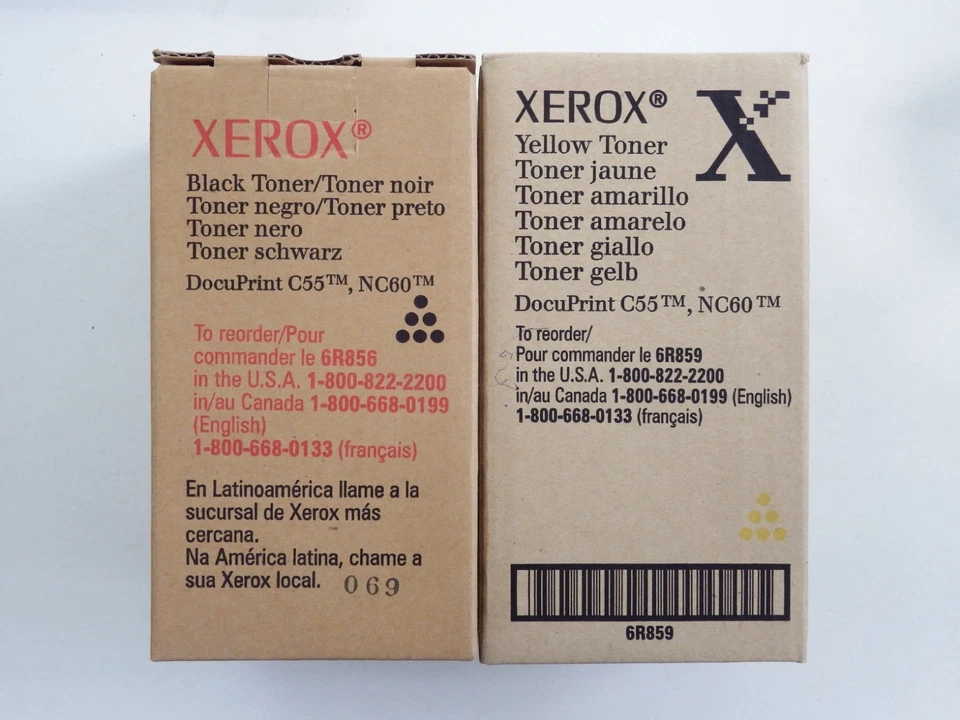 XEROX®
Black Toner/Toner noir
Toner negro/Toner preto
Toner nero
Toner schwarz
DocuPrint C55™, NC60™
To reorder/Pour
commander le 6R856
in the U.S.A. 1-800-822-2200
in/au Canada 1-800-668-0199
(English)
1-800-668-0133 (français)
En Latinoamérica llame a la
sucursal de Xerox más
cercana.
Na América latina, chame a
sua Xerox local.
069
XEROX®
X
Yellow Toner
Toner jaune
Toner amarillo
Toner amarelo
Toner giallo
Toner gelb
DocuPrint C55™, NC60™
To reorder/
Pour commander le 6R859
in the U.S.A. 1-800-822-2200
in/au Canada 1-800-668-0199 (English)
1-800-668-0133 (français)
6R859